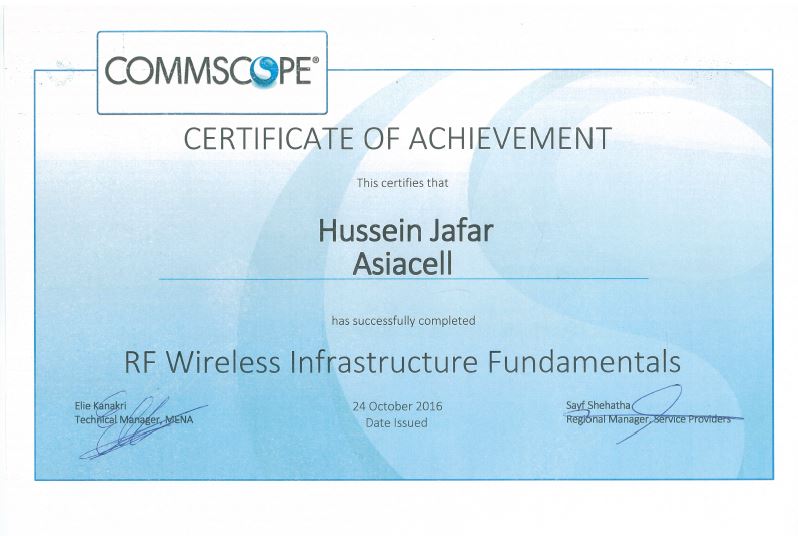 COMMSCOPE®
CERTIFICATE OF ACHIEVEMENT
This certifies that
Hussein Jafar
Asiacell
has successfully completed
RF Wireless Infrastructure Fundamentals
Elie Kanakri
Technical Manager, MENA
24 October 2016
Date Issued
Sayf Shehatha
Regional Manager, Service Providers